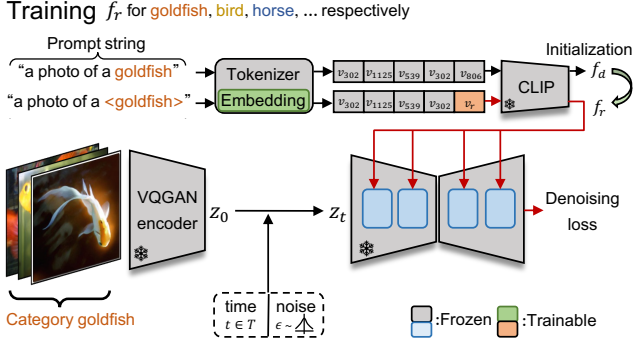 Training f_r for goldfish, bird, horse, ... respectively
Prompt string
"a photo of a goldfish"
"a photo of a <goldfish>"
Tokenizer
Embedding
v_302 v_1125 v_539 v_302 v_806
v_302 v_1125 v_539 v_302 v_r
CLIP
Initialization
f_d
f_r
VQGAN
encoder
z_0
z_t
Denoising
loss
time
t ∈ T
noise
ϵ ~
Category goldfish
:Frozen
:Trainable